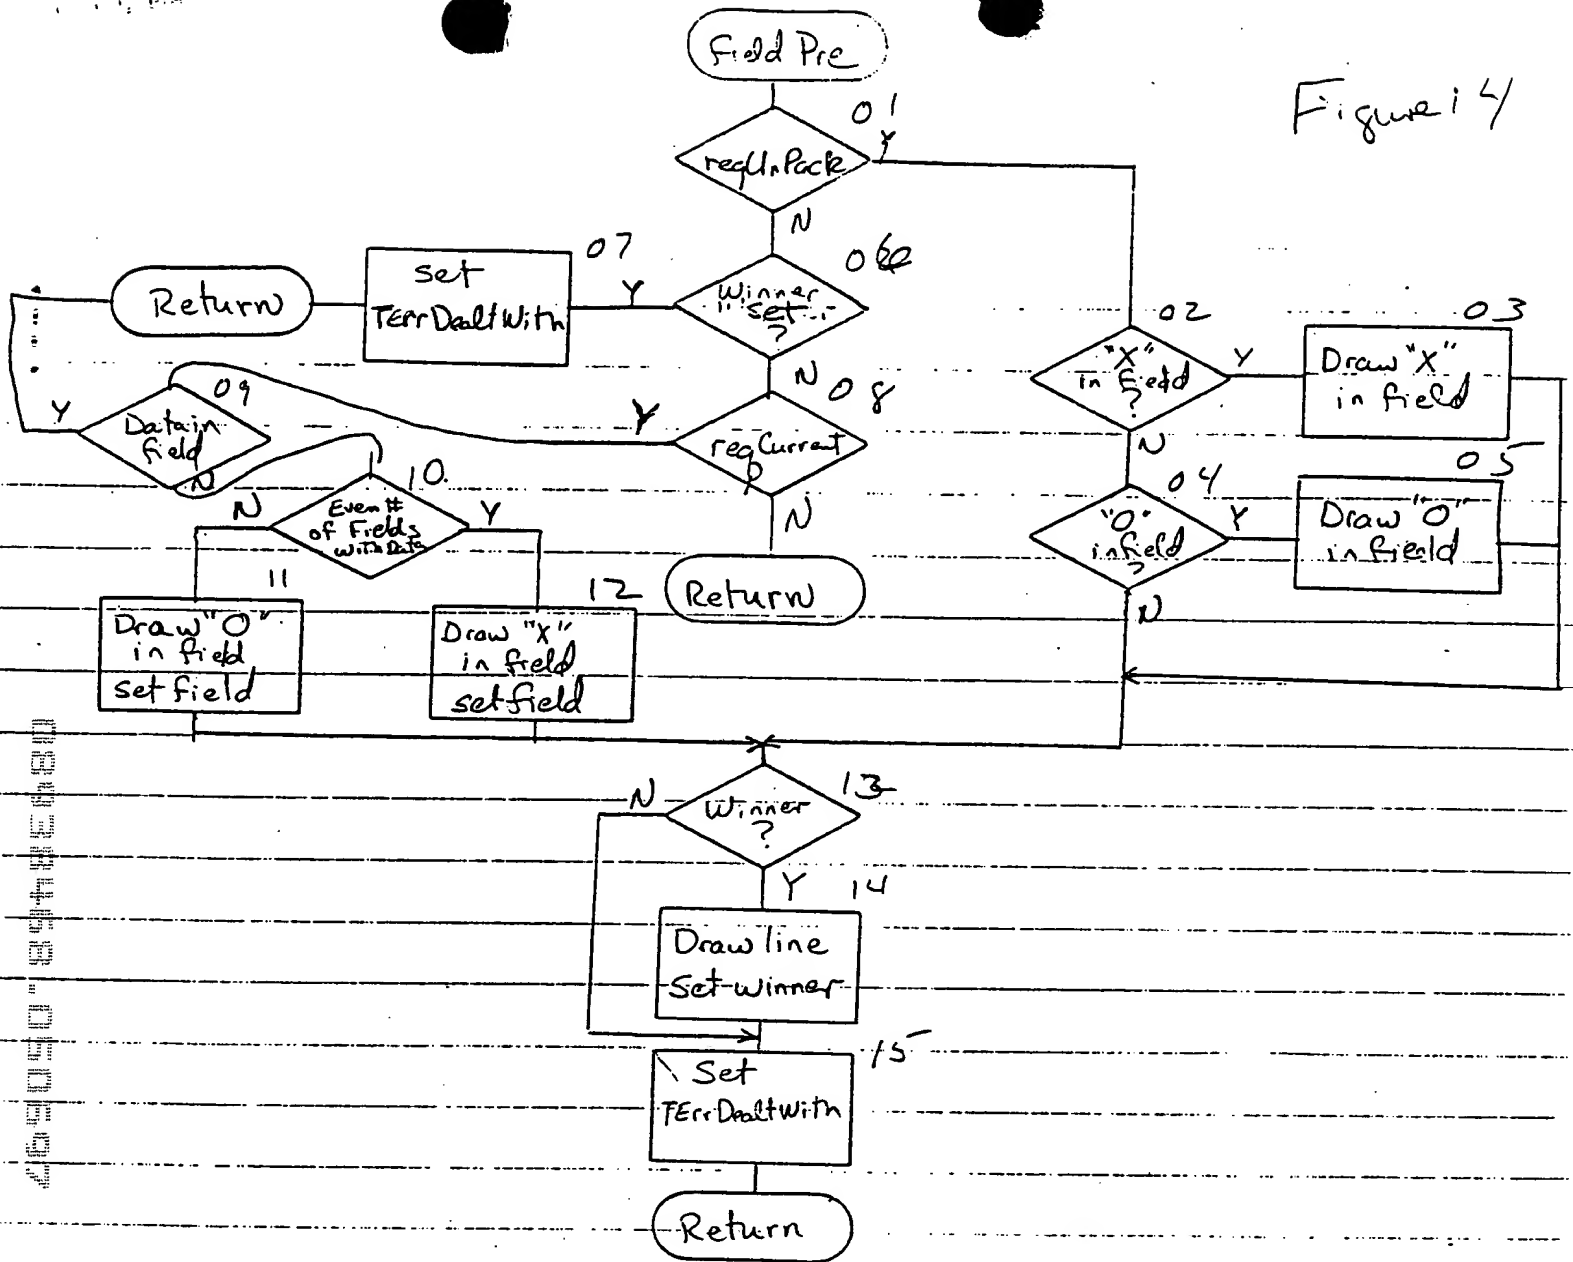 Field Pre
Figure 14
01
reqUnPack
Y
N
06
Winner
set
?
Y
N
07
set
TErrDealtWith
Return
08
reqCurrent
?
Y
N
Return
09
Data in
field
Y
N
10
Even #
of Fields
with Data
N
Y
11
Draw "O"
in field
set field
12
Draw "X"
in field
set field
02
"X"
in field
?
Y
N
03
Draw "X"
in field
04
"O"
in field
?
Y
N
05
Draw "O"
in field
13
Winner
?
N
Y
14
Draw line
Set winner
15
Set
TErrDealtWith
Return